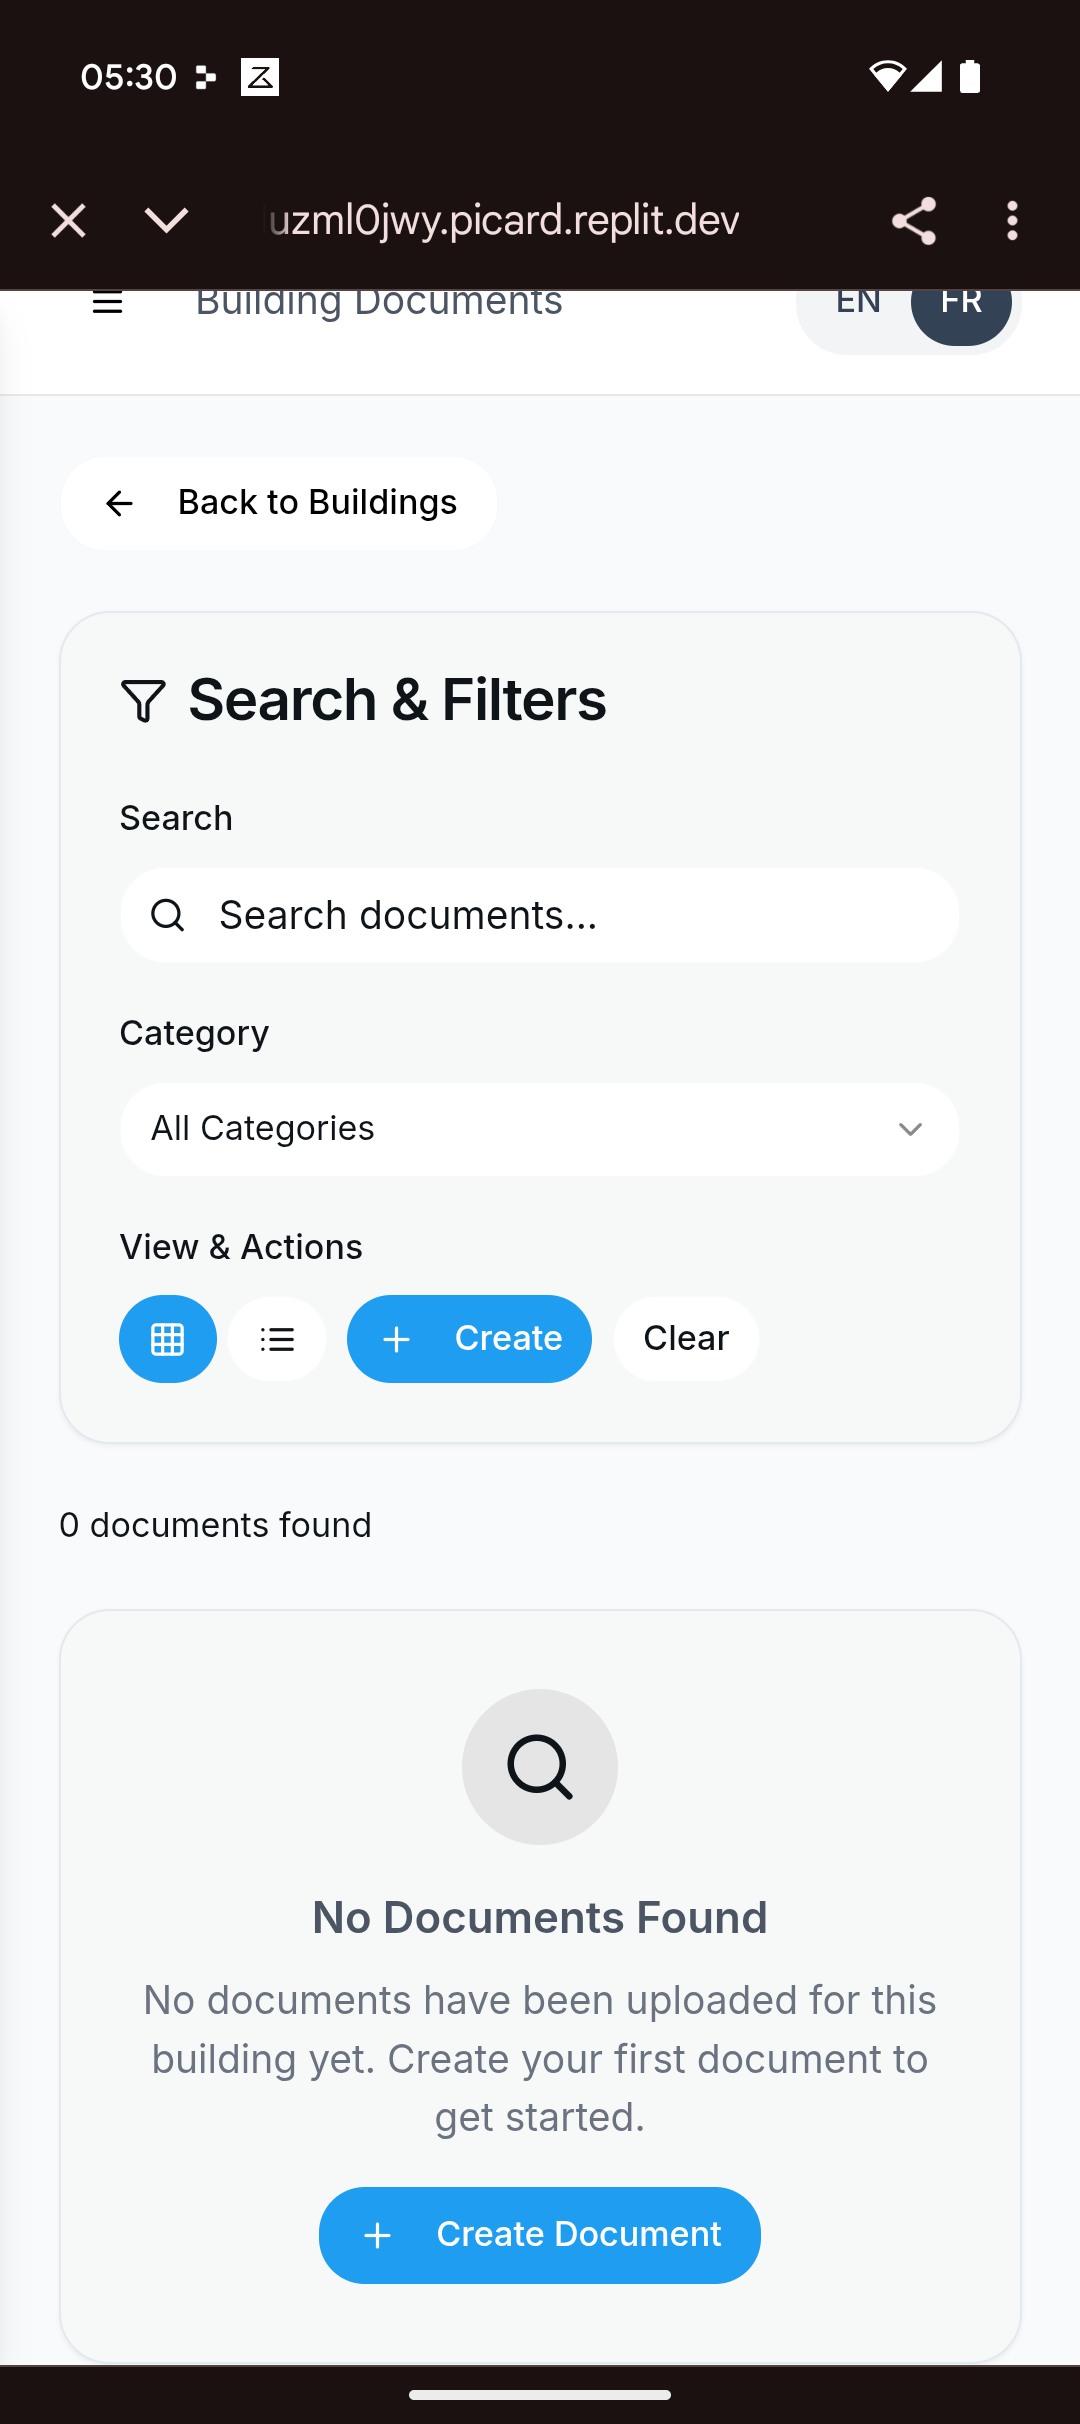 05:30
uzml0jwy.picard.replit.dev
Building Documents
EN FR
Back to Buildings
Search & Filters
Search
Search documents...
Category
All Categories
View & Actions
Create Clear
0 documents found
No Documents Found
No documents have been uploaded for this
building yet. Create your first document to
get started.
Create Document